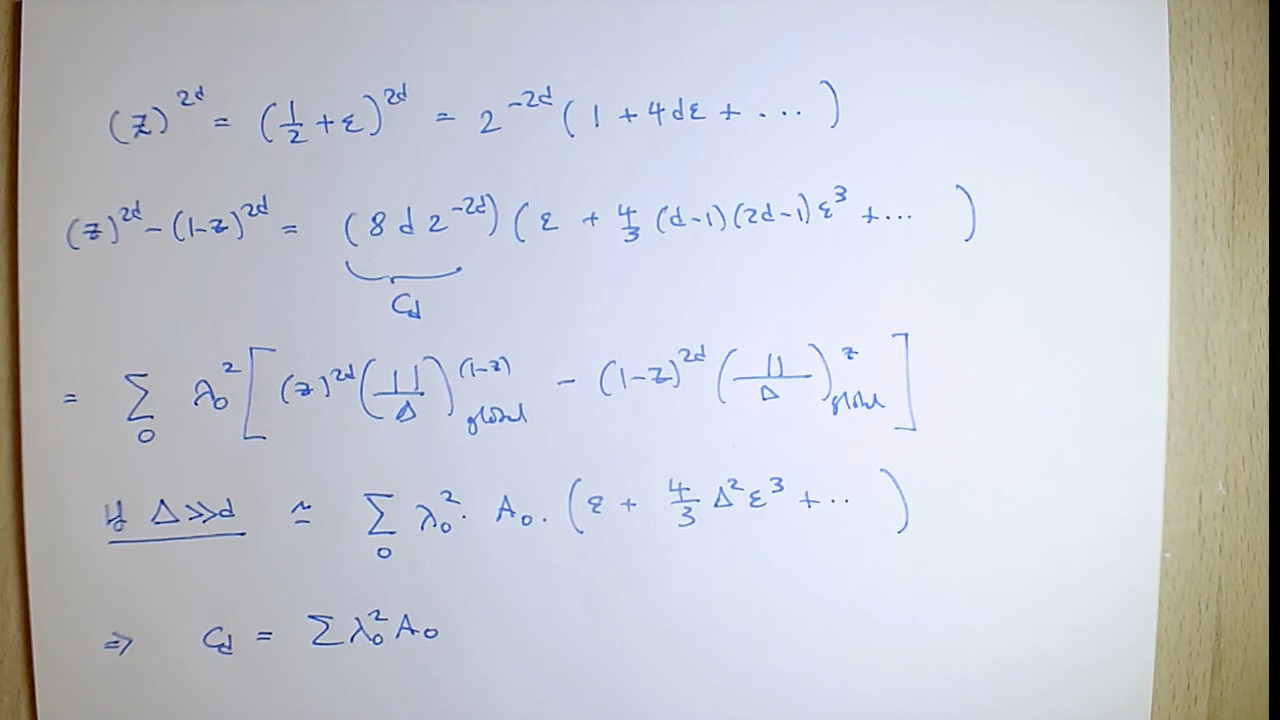 (z)^{2d} = (1/2 + ε)^{2d} = 2^{-2d} (1 + 4dε + ... )
(z)^{2d} - (1-z)^{2d} = (8 d 2^{-2d}) (ε + 4/3 (d-1)(2d-1) ε^3 + ... )
C_d
= Σ_O λ_O^2 [ (z)^{2d} ( / Δ )^{(1-z)}_{global} - (1-z)^{2d} ( / Δ )^{z}_{global} ]
if Δ >> d ≃ Σ_O λ_O^2 . A_O . (ε + 4/3 Δ^2 ε^3 + .. )
⇒ C_d = Σ λ_O^2 A_O